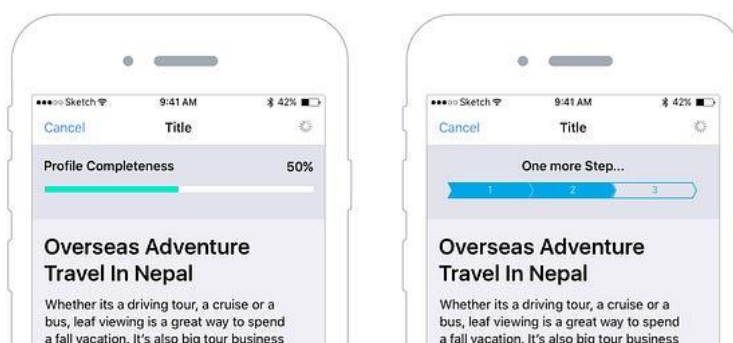 Sketch 9:41 AM 42%
Cancel Title
Profile Completeness 50%
Overseas Adventure
Travel In Nepal
Whether its a driving tour, a cruise or a
bus, leaf viewing is a great way to spend
a fall vacation. It's also big tour business
Sketch 9:41 AM 42%
Cancel Title
One more Step...
1 2 3
Overseas Adventure
Travel In Nepal
Whether its a driving tour, a cruise or a
bus, leaf viewing is a great way to spend
a fall vacation. It's also big tour business